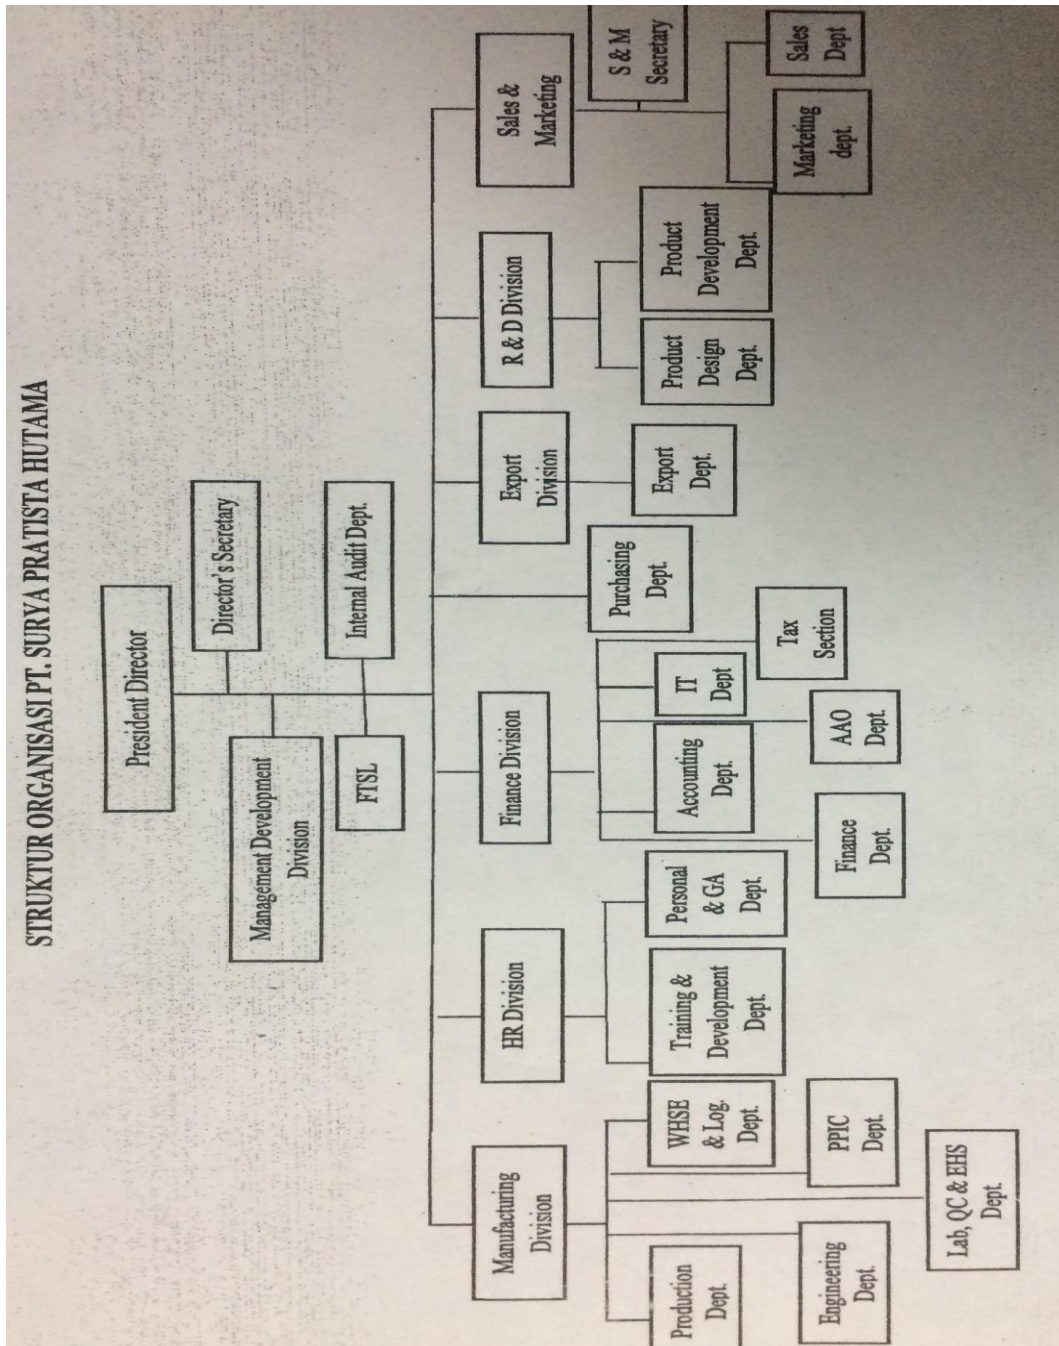 STRUKTUR ORGANISASI PT. SURYA PRATISTA HUTAMA
President Director
Director's Secretary
Management Development
Division
Internal Audit Dept.
FTSL
Manufacturing
Division
HR Division
Finance Division
Purchasing
Dept.
Export
Division
R & D Division
Sales &
Marketing
S & M
Secretary
Production
Dept.
Engineering
Dept.
Lab, QC & EHS
Dept.
PPIC
Dept.
WHSE
& Log.
Dept.
Training &
Development
Dept.
Personal
& GA
Dept.
Finance
Dept.
Accounting
Dept.
AAO
Dept.
IT
Dept
Tax
Section
Export
Dept.
Product
Design
Dept.
Product
Development
Dept.
Marketing
dept.
Sales
Dept